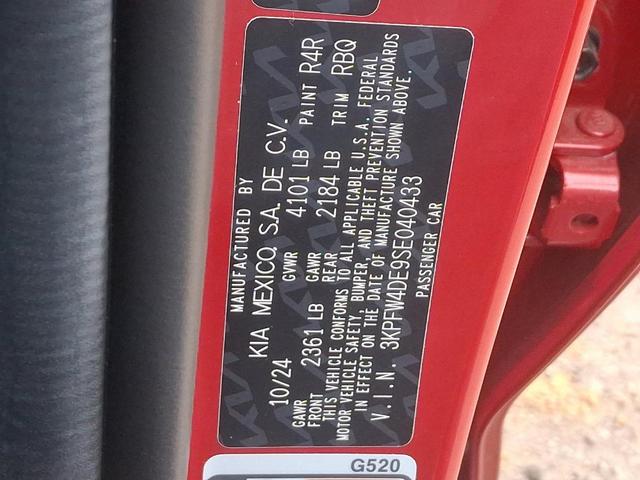 MANUFACTURED BY
KIA MEXICO, S.A. DE C.V.
10/24 GVWR 4101 LB PAINT R4R
GAWR FRONT 2361 LB GAWR REAR 2184 LB TRIM RBQ
THIS VEHICLE CONFORMS TO ALL APPLICABLE U.S.A. FEDERAL
MOTOR VEHICLE SAFETY, BUMPER, AND THEFT PREVENTION STANDARDS
IN EFFECT ON THE DATE OF MANUFACTURE SHOWN ABOVE.
V.I.N. 3KPFW4DE9SE040433
PASSENGER CAR
G520